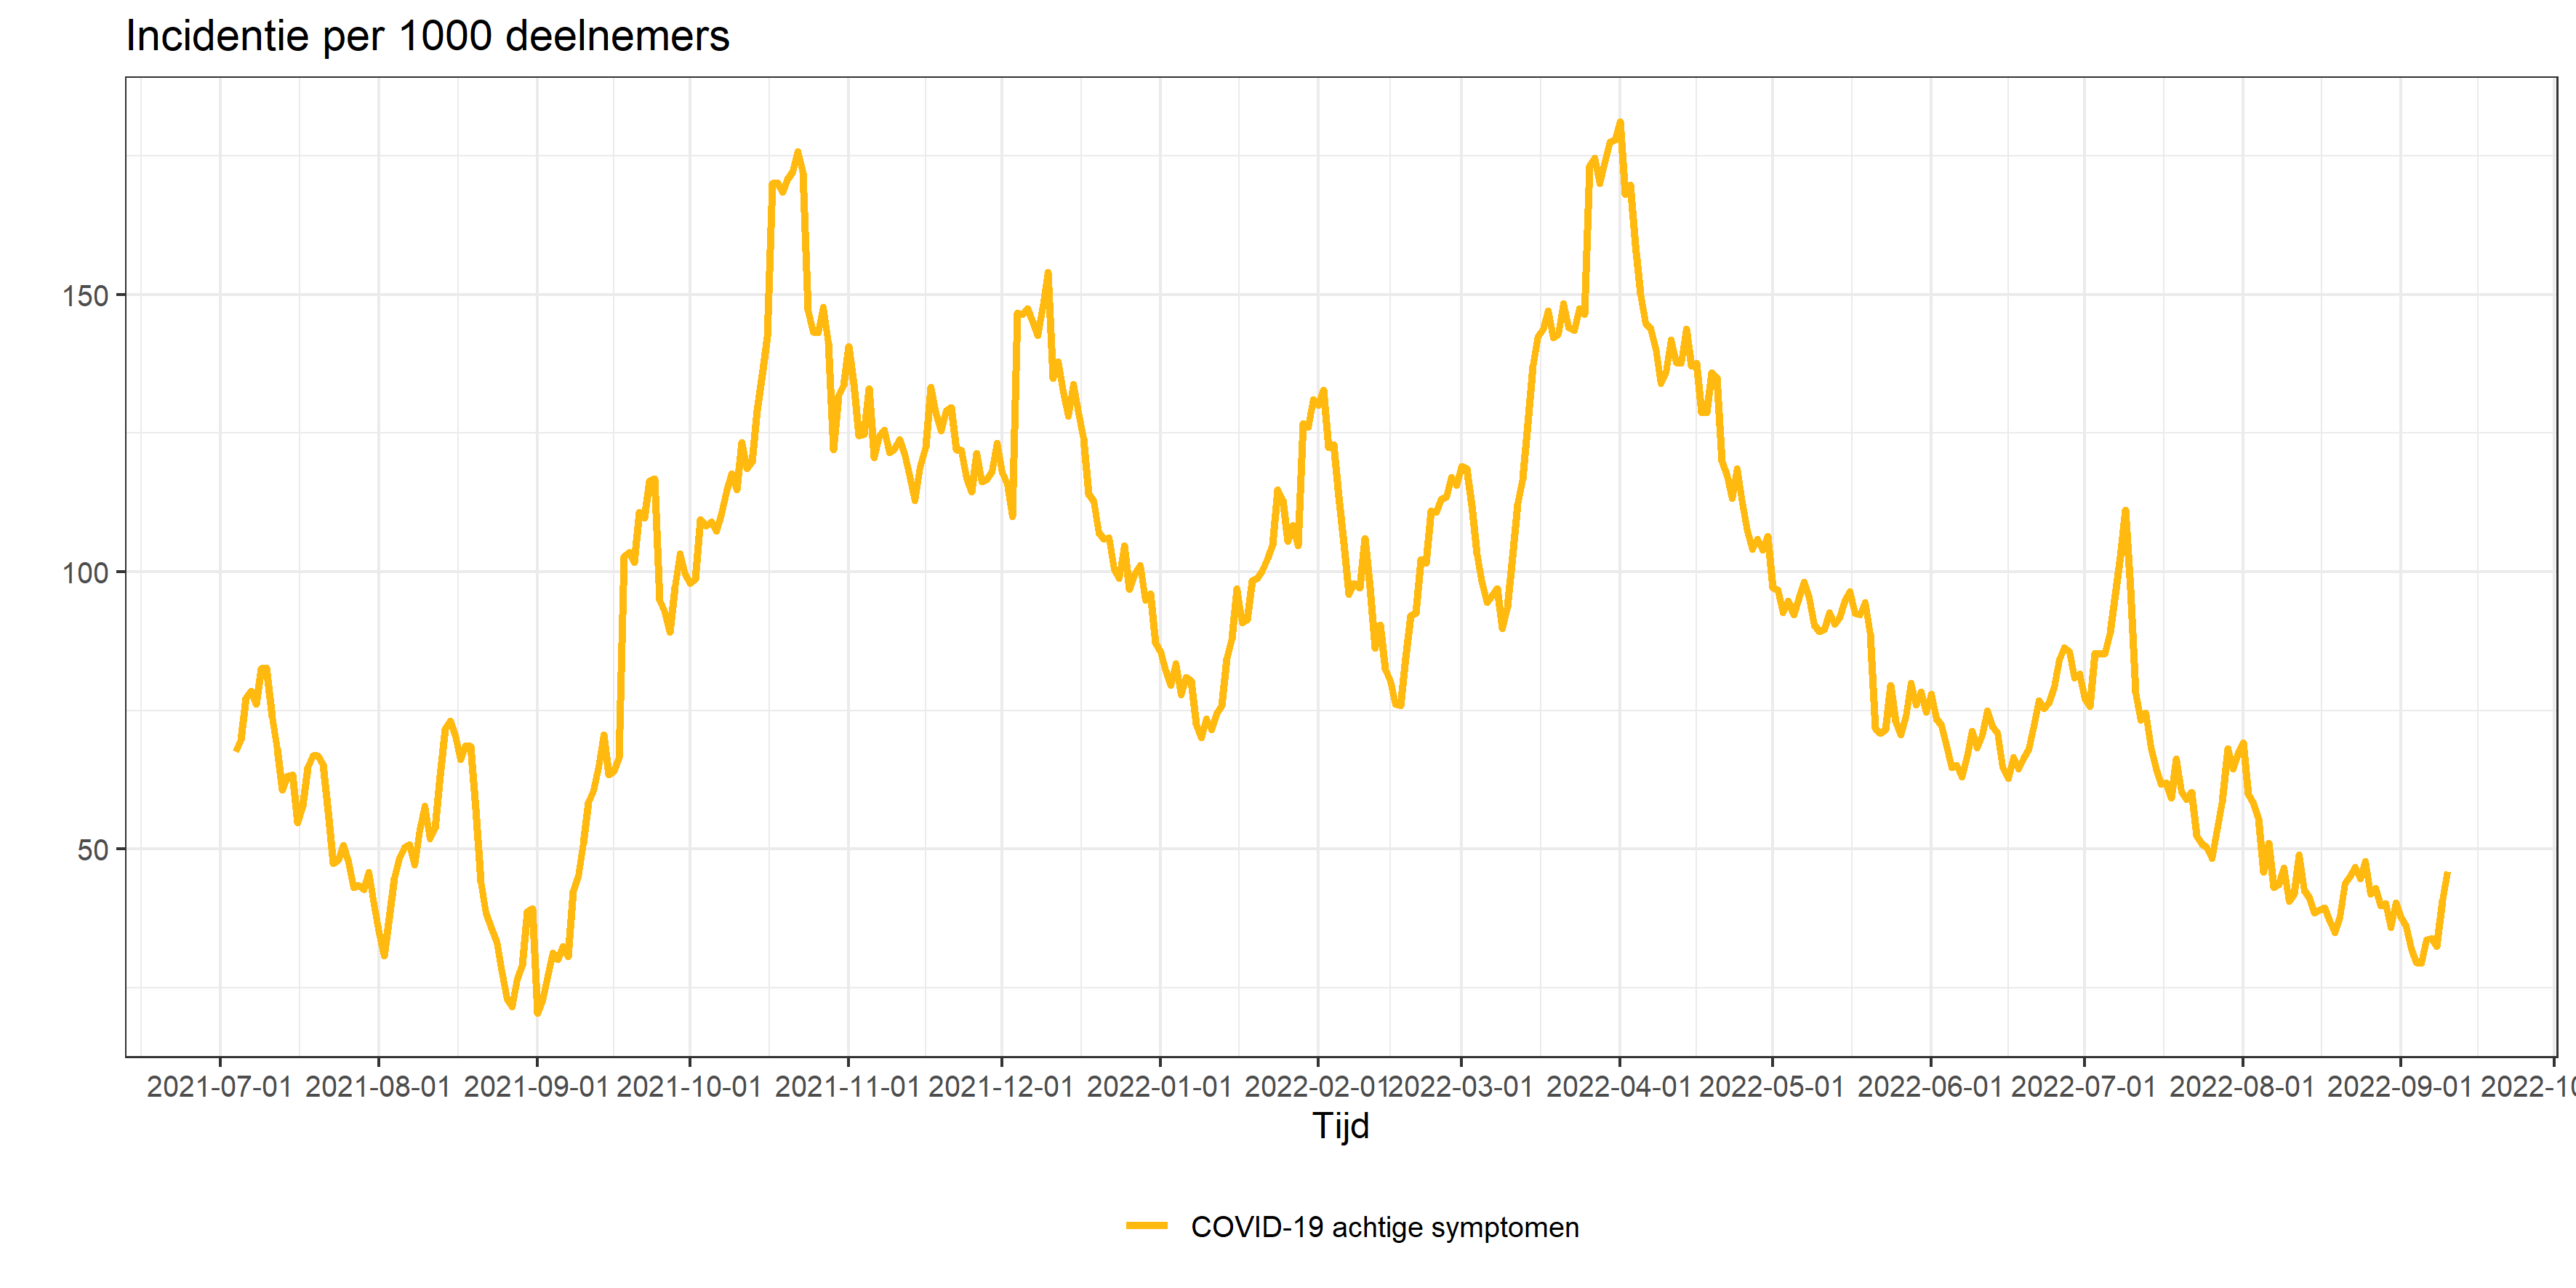 Incidentie per 1000 deelnemers
150
100
50
2021-07-01 2021-08-01 2021-09-01 2021-10-01 2021-11-01 2021-12-01 2022-01-01 2022-02-01 2022-03-01 2022-04-01 2022-05-01 2022-06-01 2022-07-01 2022-08-01 2022-09-01 2022-10
Tijd
COVID-19 achtige symptomen